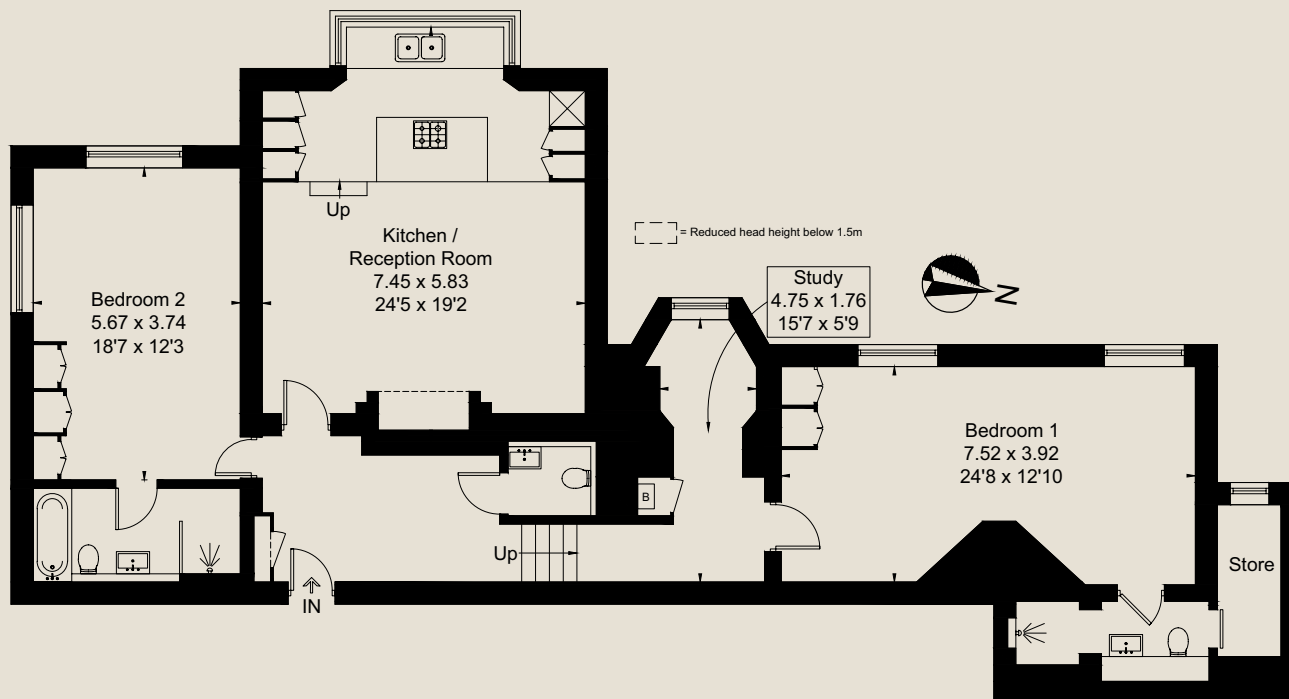 Up
Kitchen /
Reception Room
7.45 x 5.83
24'5 x 19'2
= Reduced head height below 1.5m
Study
4.75 x 1.76
15'7 x 5'9
N
Bedroom 2
5.67 x 3.74
18'7 x 12'3
Bedroom 1
7.52 x 3.92
24'8 x 12'10
B
Up
Store
IN